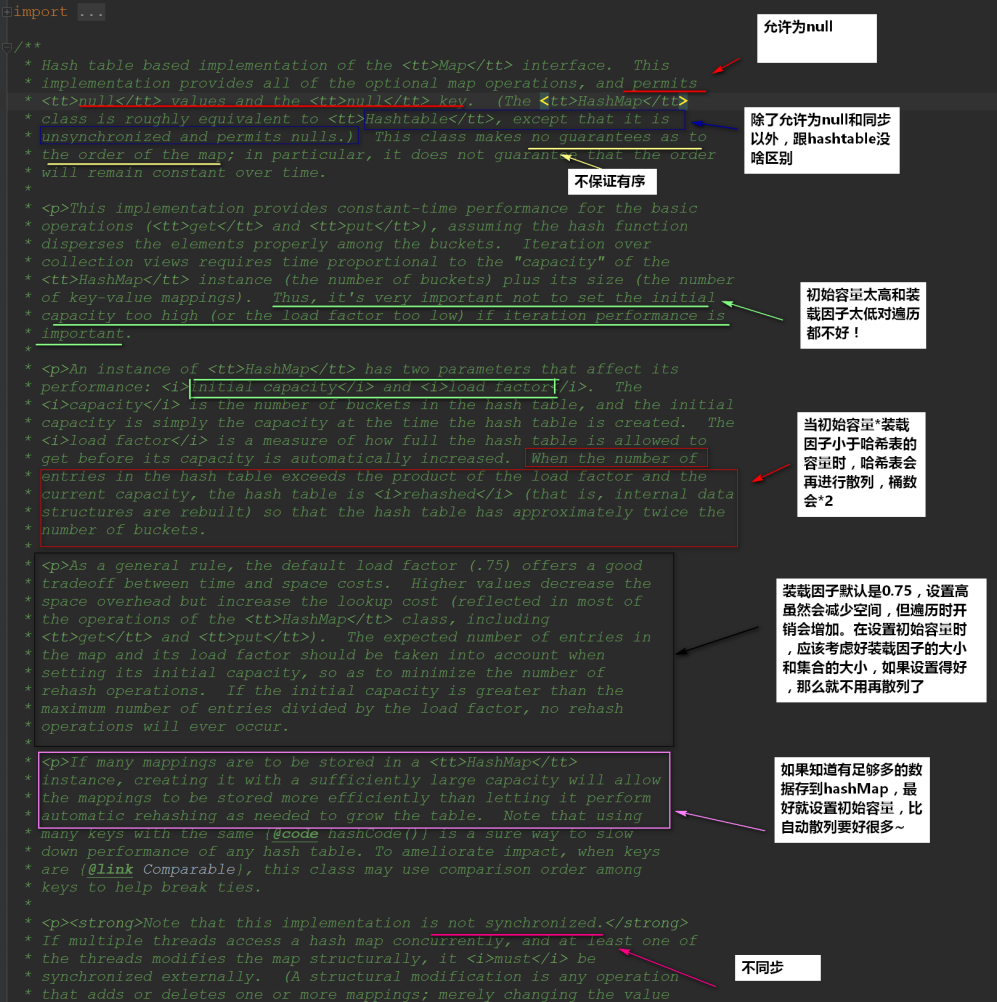 import ...
/**
* Hash table based implementation of the <tt>Map</tt> interface.  This
* implementation provides all of the optional map operations, and permits
* <tt>null</tt> values and the <tt>null</tt> key.  (The <tt>HashMap</tt>
* class is roughly equivalent to <tt>Hashtable</tt>, except that it is
* unsynchronized and permits nulls.)  This class makes no guarantees as to
* the order of the map; in particular, it does not guarantee that the order
* will remain constant over time.
*
* <p>This implementation provides constant-time performance for the basic
* operations (<tt>get</tt> and <tt>put</tt>), assuming the hash function
* disperses the elements properly among the buckets.  Iteration over
* collection views requires time proportional to the "capacity" of the
* <tt>HashMap</tt> instance (the number of buckets) plus its size (the number
* of key-value mappings).  Thus, it's very important not to set the initial
* capacity too high (or the load factor too low) if iteration performance is
* important.
*
* <p>An instance of <tt>HashMap</tt> has two parameters that affect its
* performance: <i>initial capacity</i> and <i>load factor</i>.  The
* <i>capacity</i> is the number of buckets in the hash table, and the initial
* capacity is simply the capacity at the time the hash table is created.  The
* <i>load factor</i> is a measure of how full the hash table is allowed to
* get before its capacity is automatically increased.  When the number of
* entries in the hash table exceeds the product of the load factor and the
* current capacity, the hash table is <i>rehashed</i> (that is, internal data
* structures are rebuilt) so that the hash table has approximately twice the
* number of buckets.
*
* <p>As a general rule, the default load factor (.75) offers a good
* tradeoff between time and space costs.  Higher values decrease the
* space overhead but increase the lookup cost (reflected in most of
* the operations of the <tt>HashMap</tt> class, including
* <tt>get</tt> and <tt>put</tt>).  The expected number of entries in
* the map and its load factor should be taken into account when
* setting its initial capacity, so as to minimize the number of
* rehash operations.  If the initial capacity is greater than the
* maximum number of entries divided by the load factor, no rehash
* operations will ever occur.
*
* <p>If many mappings are to be stored in a <tt>HashMap</tt>
* instance, creating it with a sufficiently large capacity will allow
* the mappings to be stored more efficiently than letting it perform
* automatic rehashing as needed to grow the table.  Note that using
* many keys with the same {@code hashCode()} is a sure way to slow
* down performance of any hash table. To ameliorate impact, when keys
* are {@link Comparable}, this class may use comparison order among
* keys to help break ties.
*
* <p><strong>Note that this implementation is not synchronized.</strong>
* If multiple threads access a hash map concurrently, and at least one of
* the threads modifies the map structurally, it <i>must</i> be
* synchronized externally.  (A structural modification is any operation
* that adds or deletes one or more mappings; merely changing the value
允许为null
除了允许为null和同步
以外，跟hashtable没
啥区别
不保证有序
初始容量太高和装
载因子太低对遍历
都不好！
当初始容量*装载
因子小于哈希表的
容量时，哈希表会
再进行散列，桶数
会*2
装载因子默认是0.75，设置高
虽然会减少空间，但遍历时开
销会增加。在设置初始容量时
，应该考虑好装载因子的大小
和集合的大小，如果设置得好
，那么就不用再散列了
如果知道有足够多的数
据存到hashMap，最
好就设置初始容量，比
自动散列要好很多~
不同步